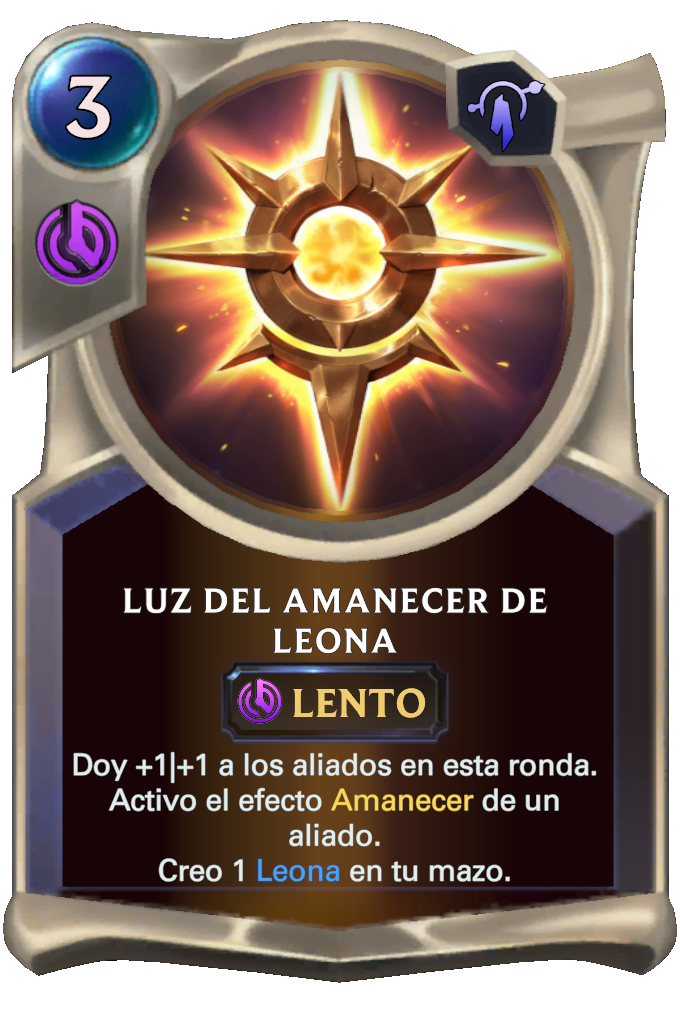 3
LUZ DEL AMANECER DE
LEONA
LENTO
Doy +1|+1 a los aliados en esta ronda.
Activo el efecto Amanecer de un
aliado.
Creo 1 Leona en tu mazo.